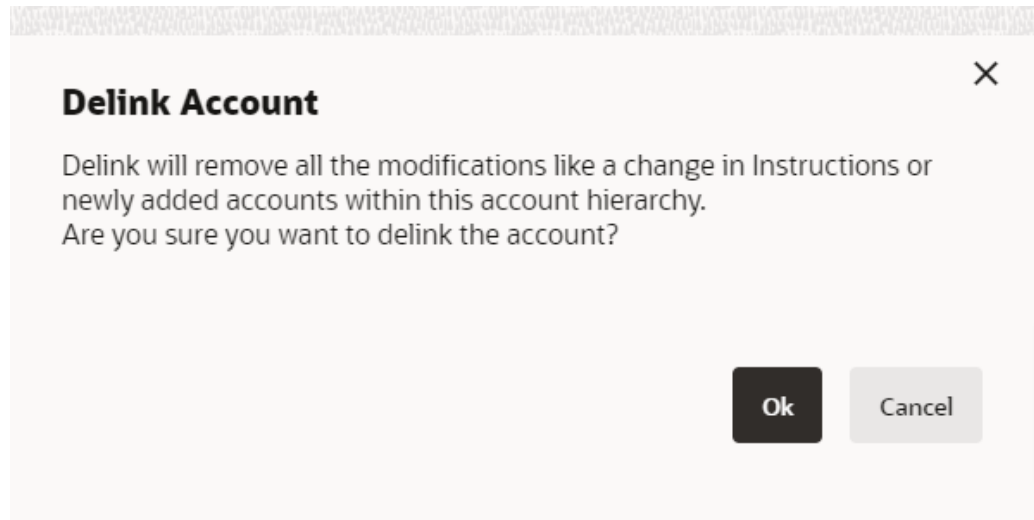 Delink Account
Delink will remove all the modifications like a change in Instructions or
newly added accounts within this account hierarchy.
Are you sure you want to delink the account?
Ok
Cancel